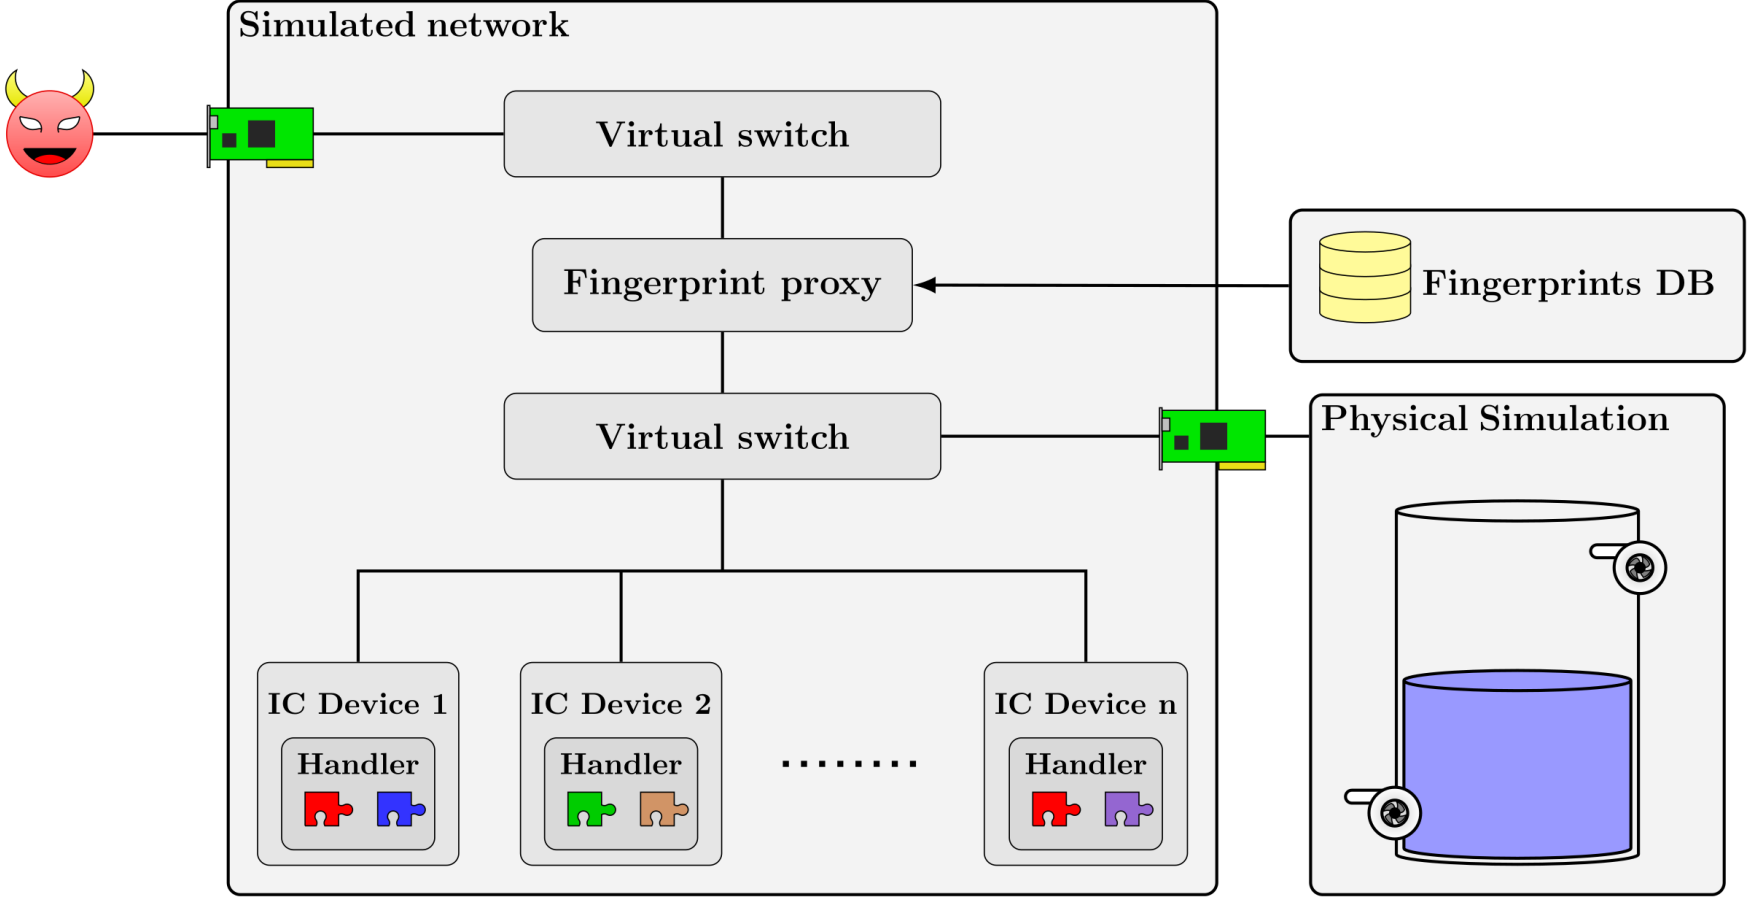 Simulated network
Virtual switch
Fingerprint proxy
Fingerprints DB
Virtual switch
Physical Simulation
IC Device 1
Handler
IC Device 2
Handler
........
IC Device n
Handler